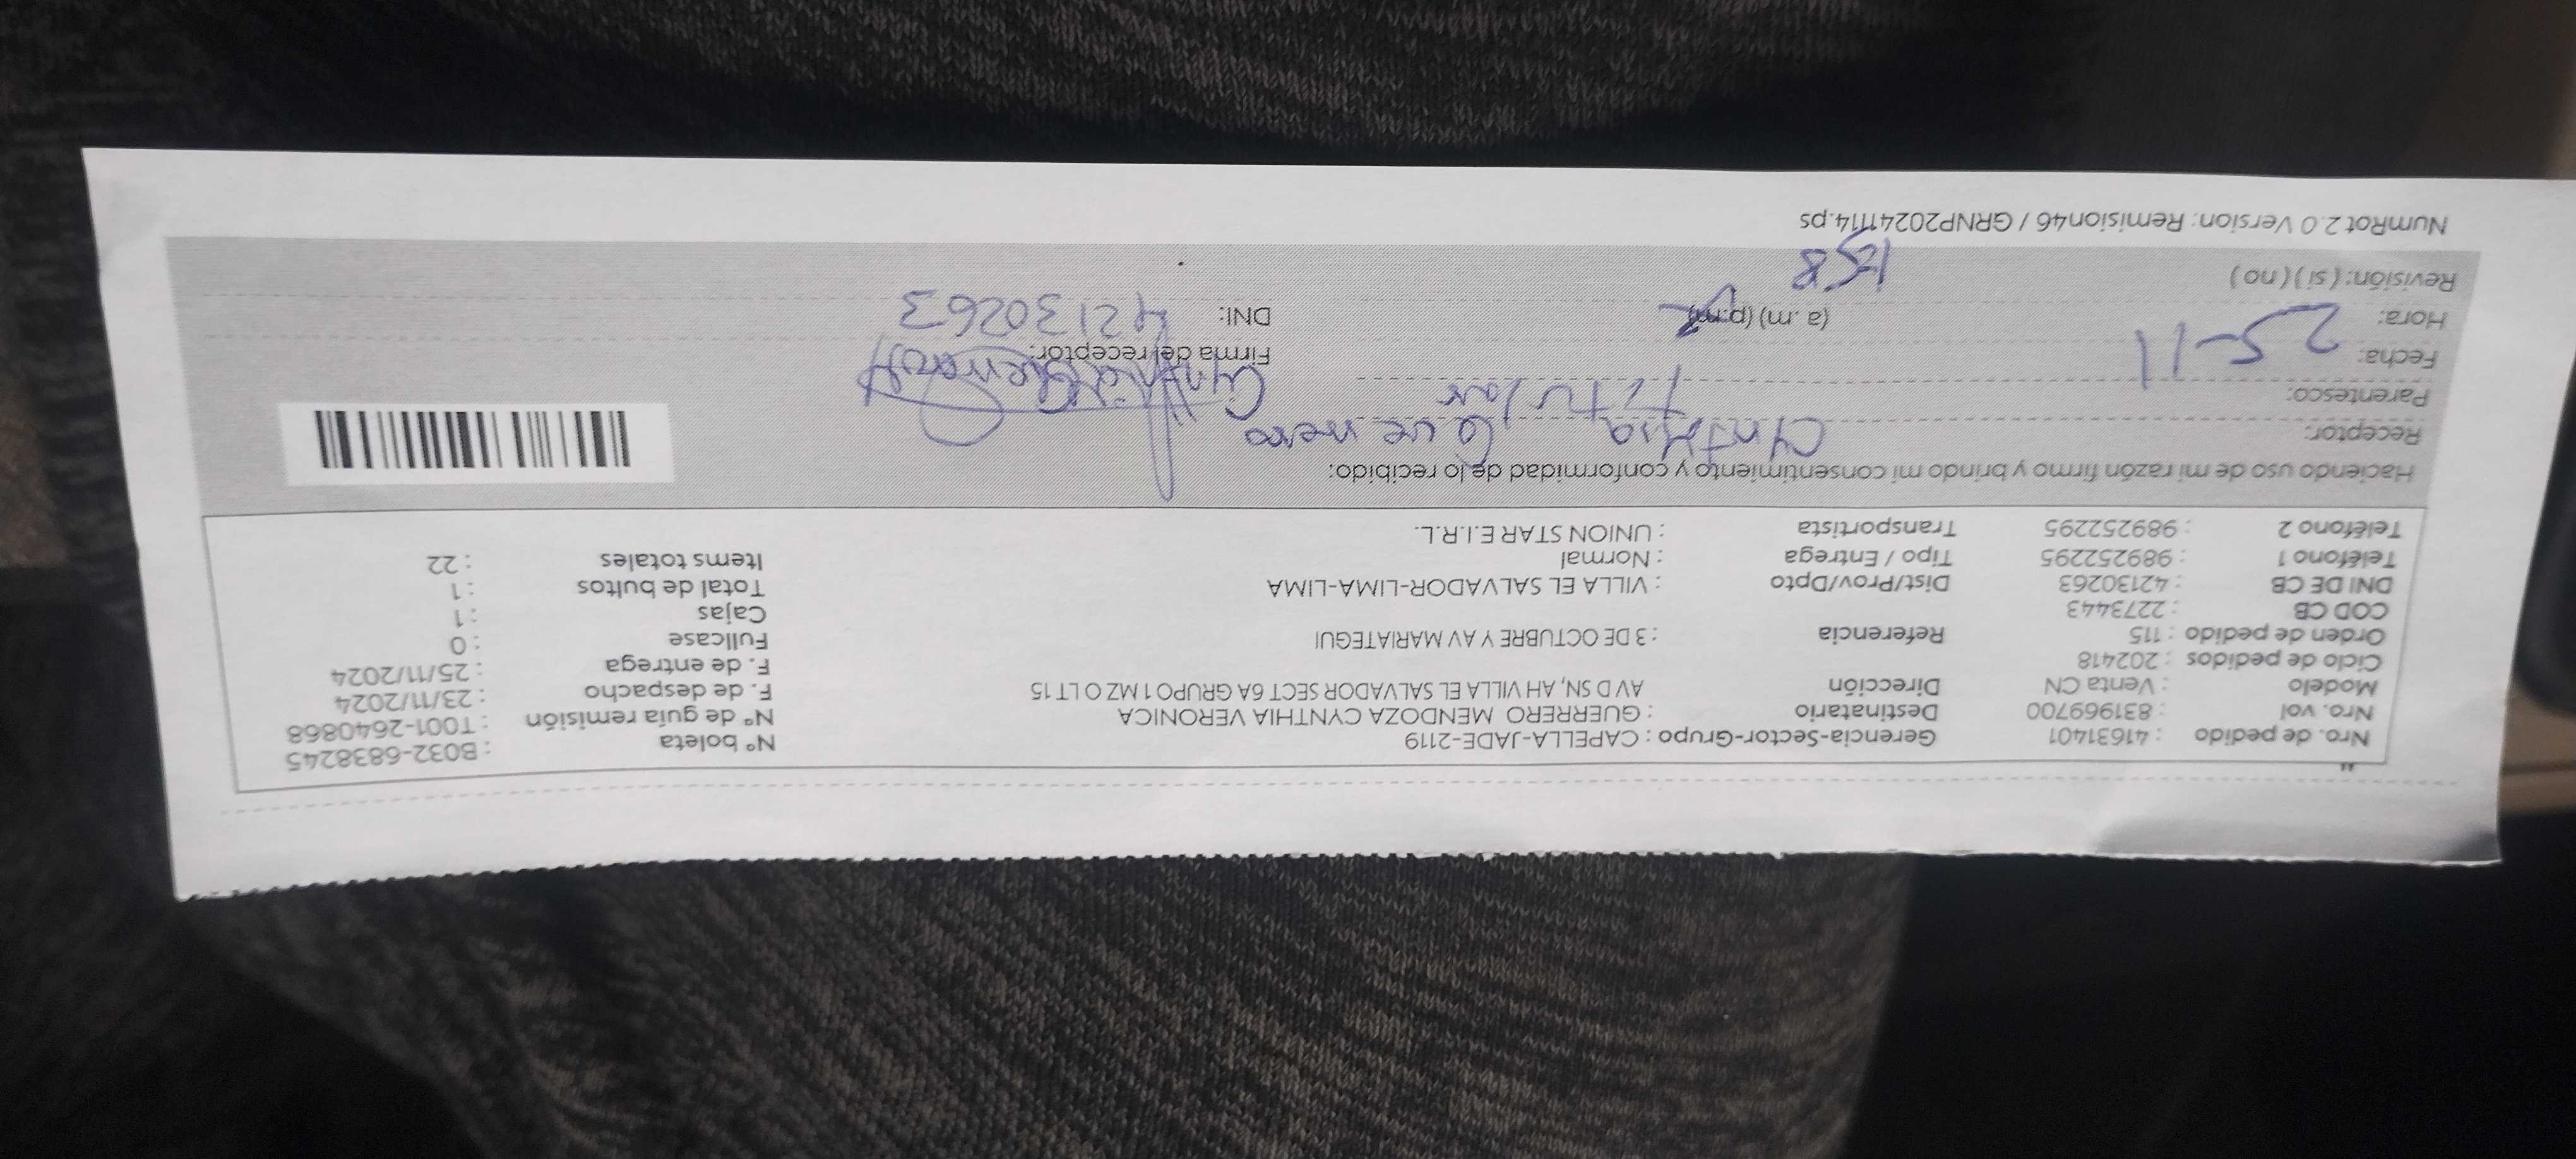 Nro. de pedido : 41631401 Gerencia-Sector-Grupo : CAPELLA-JADE-2119 N° boleta : B032-6838245
Nro. vol : 831969700 Destinatario : GUERRERO MENDOZA CYNTHIA VERONICA N° de guía remisión : T001-2640868
Modelo : Venta CN Dirección AV D SN, AH VILLA EL SALVADOR SECT 6A GRUPO 1 MZ O LT 15 F. de despacho : 23/11/2024
Ciclo de pedidos : 202418 F. de entrega : 25/11/2024
Orden de pedido : 115 Referencia : 3 DE OCTUBRE Y AV MARIATEGUI Fullcase : 0
COD CB : 2273443 Cajas : 1
DNI DE CB : 42130263 Dist/Prov/Dpto : VILLA EL SALVADOR-LIMA-LIMA Total de bultos : 1
Teléfono 1 : 989252295 Tipo / Entrega : Normal Items totales : 22
Teléfono 2 : 989252295 Transportista : UNION STAR E.I.R.L.
Haciendo uso de mi razón firmo y brindo mi consentimiento y conformidad de lo recibido:
Receptor: Cynthia Guerrero
Parentesco: Titular
Fecha: 25-11 Firma del receptor:
Hora: (a.m) (p.m) DNI: 42130263
Revisión: ( si ) ( no )
NumRot 2.0 Version: Remision46 / GRNP20241114.ps